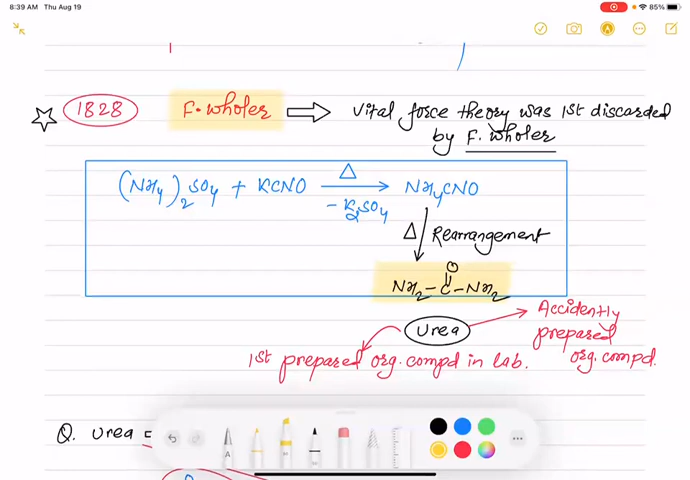 8:39 AM Thu Aug 19
85%
1828 F. wholer ⇒ Vital force theory was 1st discarded
by F. wholer
(NH4)2SO4 + KCNO Δ→ NH4CNO
- K2SO4
Δ Rearrangement
O
NH2-C-NH2
Urea
Accidently
prepared
org. compd.
1st prepared org. compd in lab.
Q. Urea
A